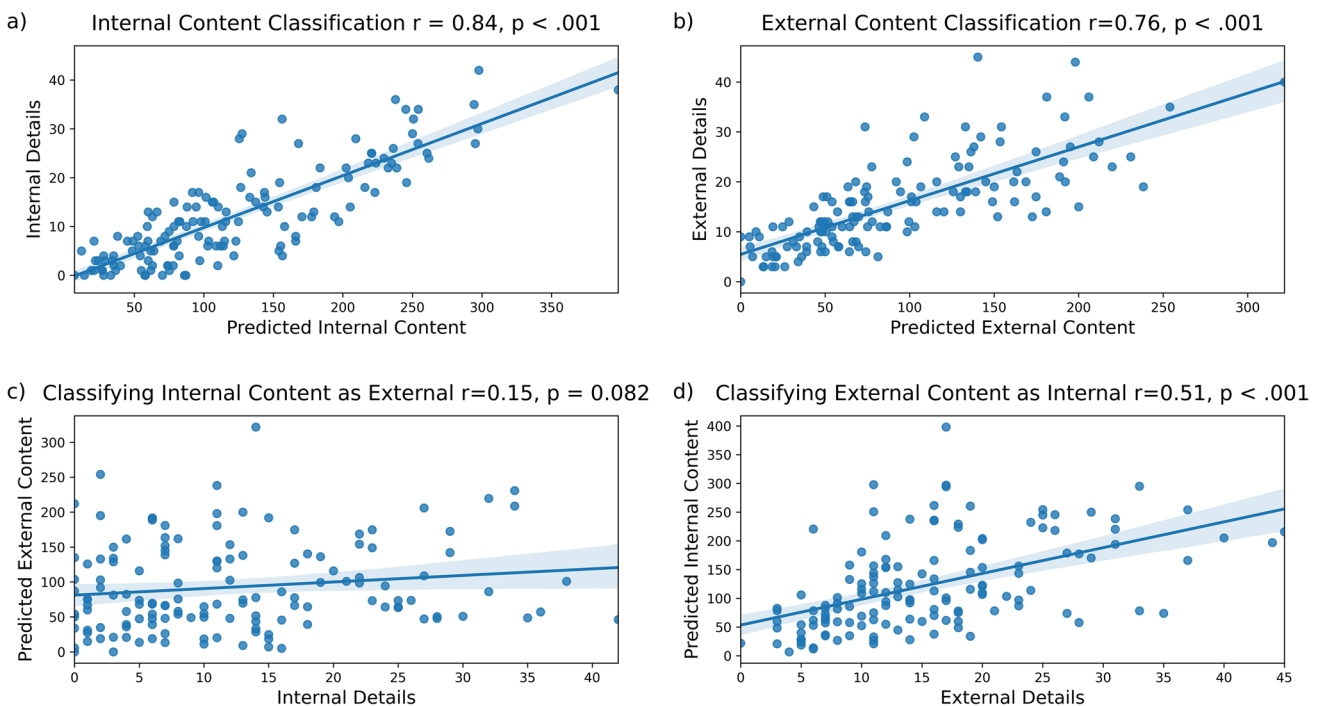 a) Internal Content Classification r = 0.84, p < .001
Internal Details
40
30
20
10
0
50 100 150 200 250 300 350
Predicted Internal Content
b) External Content Classification r=0.76, p < .001
External Details
40
30
20
10
0
0 50 100 150 200 250 300
Predicted External Content
c) Classifying Internal Content as External r=0.15, p = 0.082
Predicted External Content
300
250
200
150
100
50
0
0 5 10 15 20 25 30 35 40
Internal Details
d) Classifying External Content as Internal r=0.51, p < .001
Predicted Internal Content
400
350
300
250
200
150
100
50
0
0 5 10 15 20 25 30 35 40 45
External Details